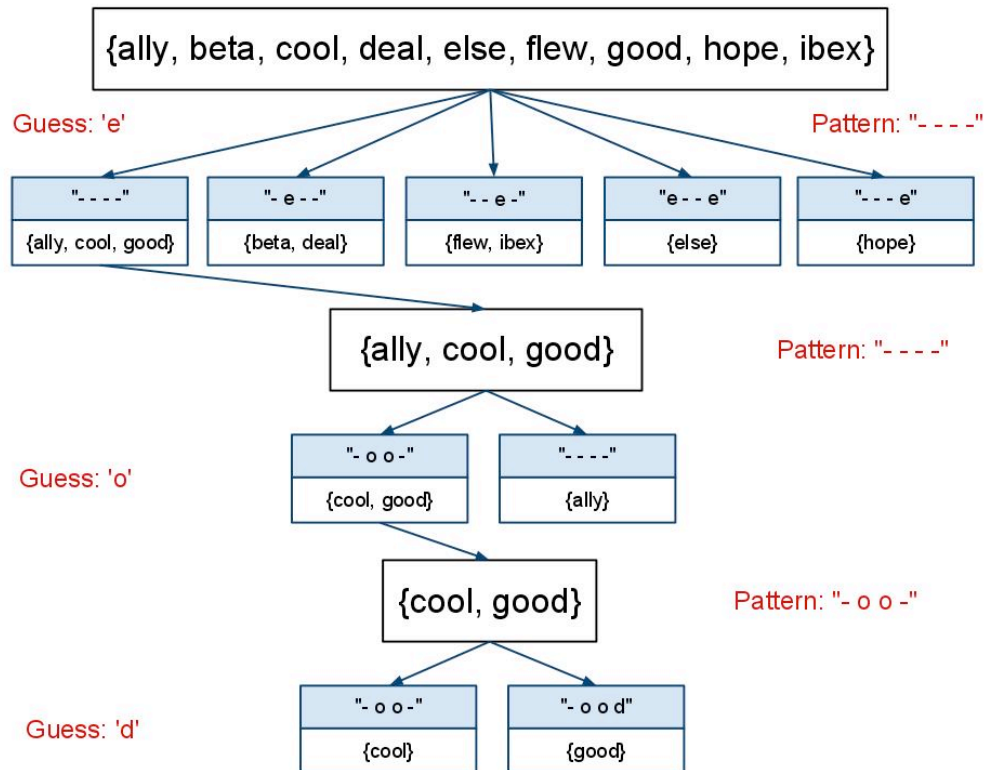 {ally, beta, cool, deal, else, flew, good, hope, ibex}
Guess: 'e'
Pattern: "- - - -"
"- - - -"
"- e - -"
"- - e -"
"e - - e"
"- - - e"
{ally, cool, good}
{beta, deal}
{flew, ibex}
{else}
{hope}
{ally, cool, good}
Pattern: "- - - -"
Guess: 'o'
"- o o -"
"- - - -"
{cool, good}
{ally}
{cool, good}
Pattern: "- o o -"
Guess: 'd'
"- o o -"
"- o o d"
{cool}
{good}